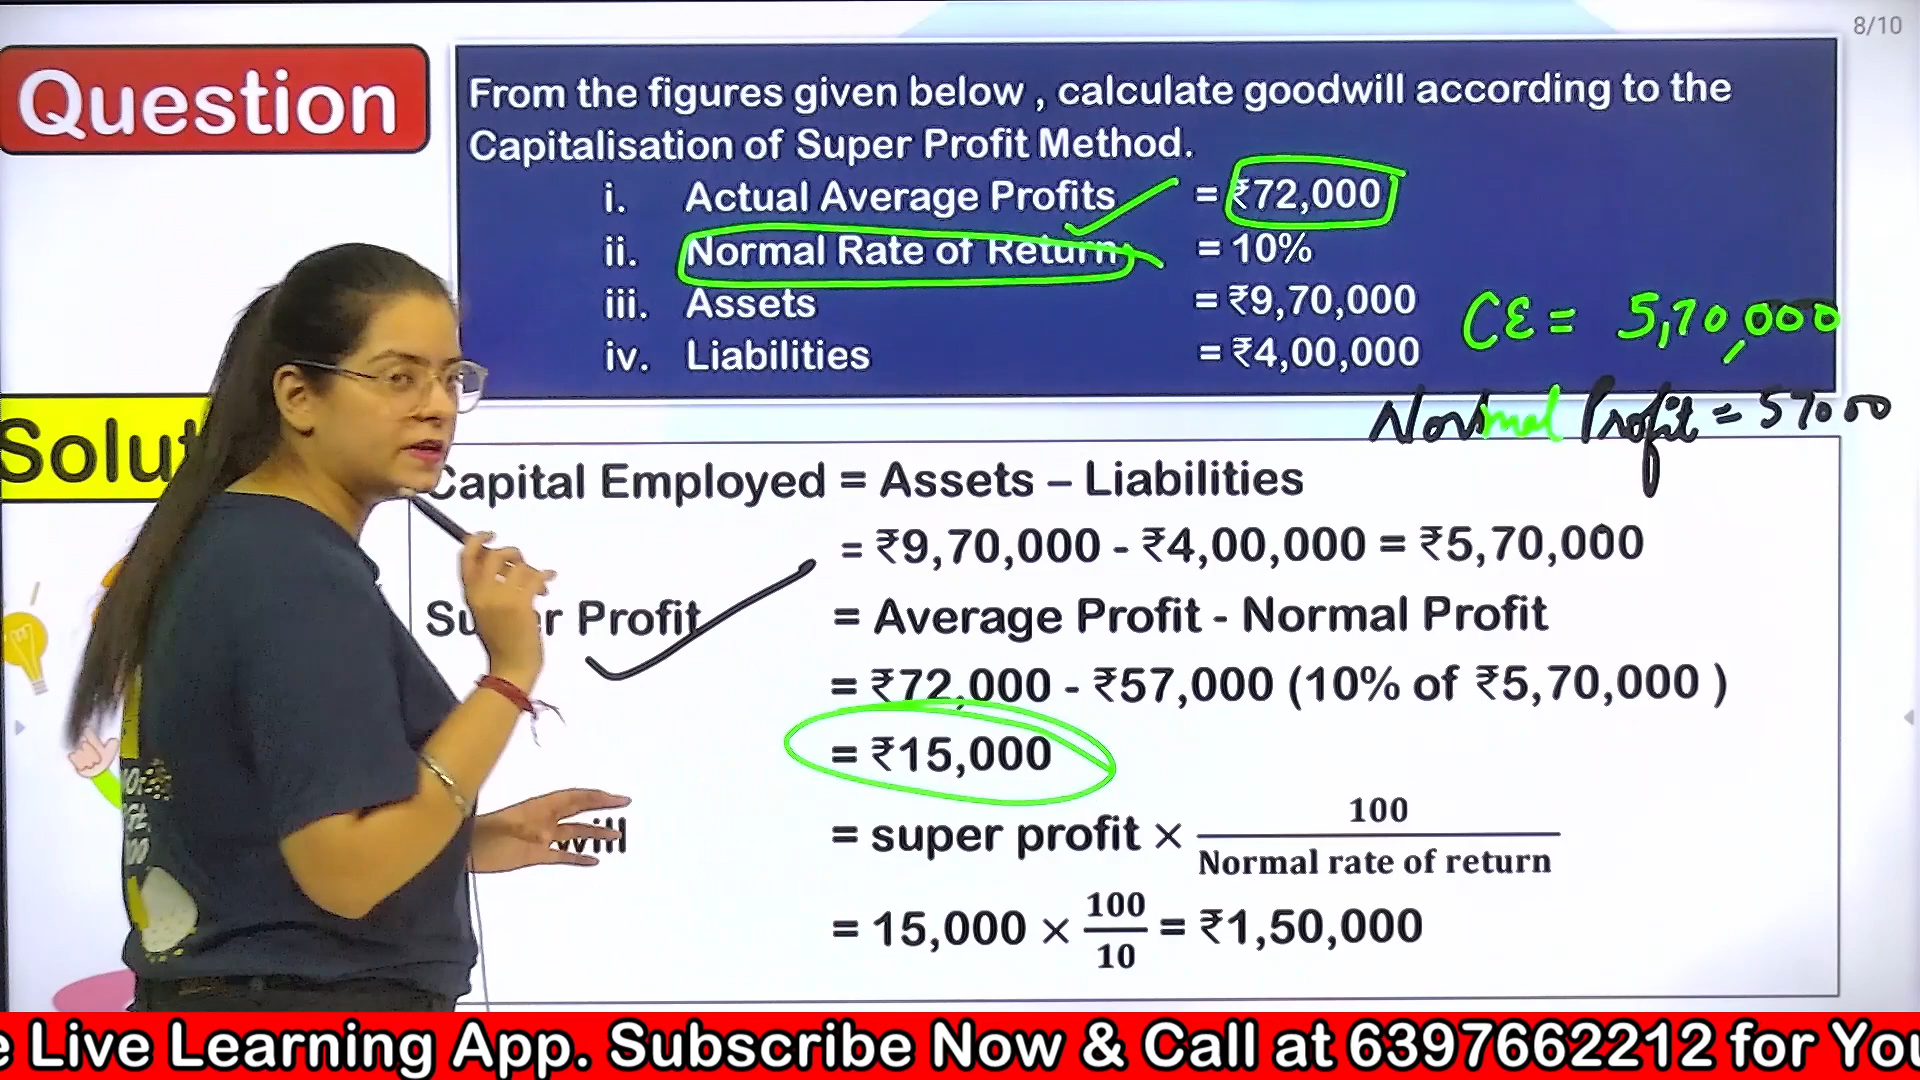 8/10
Question
From the figures given below , calculate goodwill according to the
Capitalisation of Super Profit Method.
i. Actual Average Profits = ₹72,000
ii. Normal Rate of Return = 10%
iii. Assets = ₹9,70,000
iv. Liabilities = ₹4,00,000
CE = 5,70,000
Normal Profit = 57000
Capital Employed = Assets – Liabilities
= ₹9,70,000 - ₹4,00,000 = ₹5,70,000
Profit = Average Profit - Normal Profit
= ₹72,000 - ₹57,000 (10% of ₹5,70,000 )
= ₹15,000
= super profit × 100 / Normal rate of return
= 15,000 × 100/10 = ₹1,50,000
Live Learning App. Subscribe Now & Call at 6397662212 for